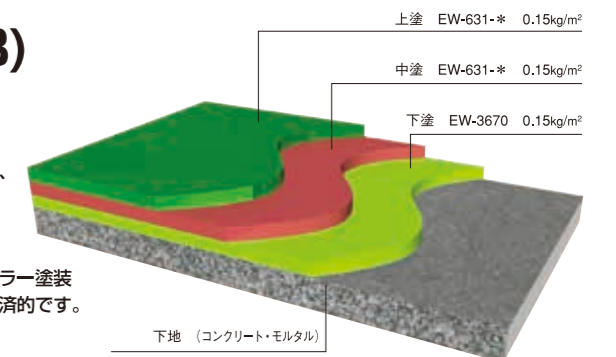 3)
上塗 EW-631-＊ 0.15kg/m²
中塗 EW-631-＊ 0.15kg/m²
下塗 EW-3670 0.15kg/m²
、
ラー塗装
済的です。
下地 （コンクリート・モルタル）